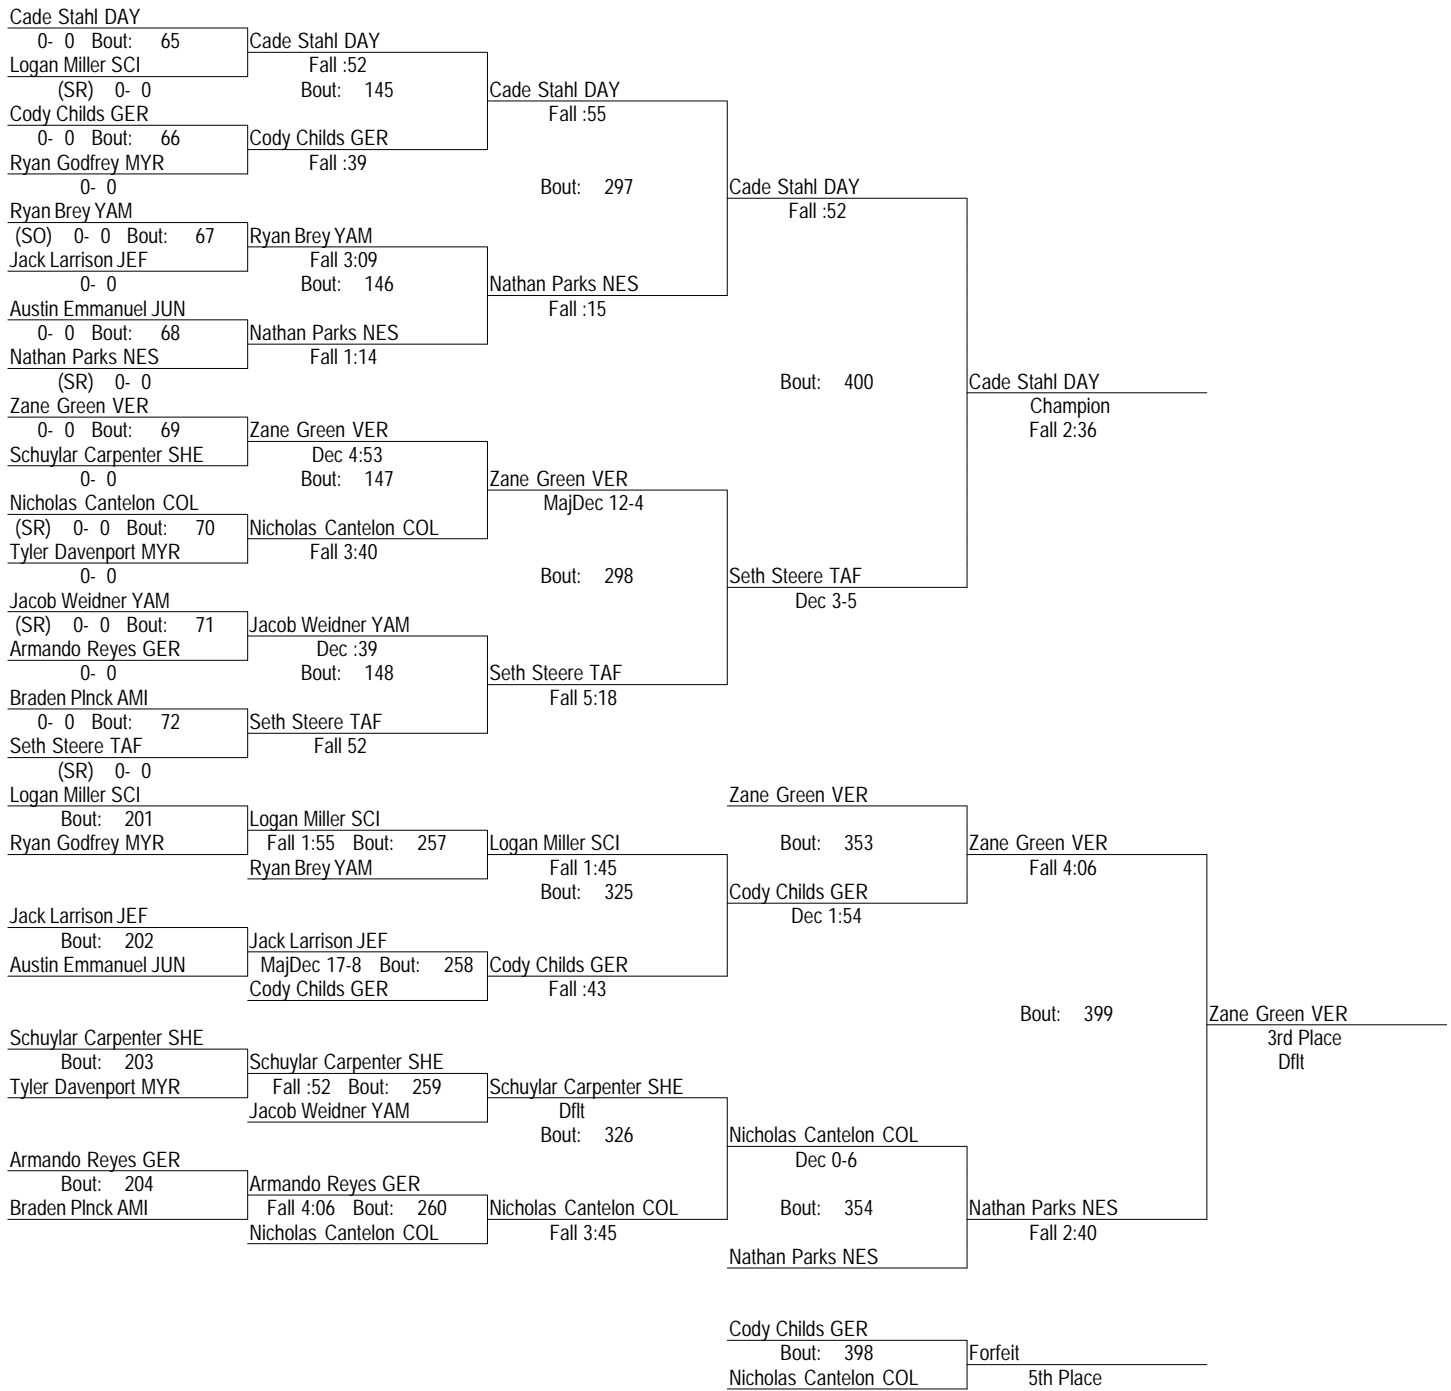 Cade Stahl DAY
0- 0 Bout: 65 Cade Stahl DAY
Logan Miller SCI Fall :52
(SR) 0- 0 Bout: 145 Cade Stahl DAY
Cody Childs GER Fall :55
0- 0 Bout: 66 Cody Childs GER
Ryan Godfrey MYR Fall :39
0- 0 Bout: 297 Cade Stahl DAY
Ryan Brey YAM Fall :52
(SO) 0- 0 Bout: 67 Ryan Brey YAM
Jack Larrison JEF Fall 3:09
0- 0 Bout: 146 Nathan Parks NES
Austin Emmanuel JUN Fall :15
0- 0 Bout: 68 Nathan Parks NES
Nathan Parks NES Fall 1:14
(SR) 0- 0 Bout: 400 Cade Stahl DAY
Zane Green VER Champion
0- 0 Bout: 69 Zane Green VER Fall 2:36
Schuylar Carpenter SHE Dec 4:53
0- 0 Bout: 147 Zane Green VER
Nicholas Cantelon COL MajDec 12-4
(SR) 0- 0 Bout: 70 Nicholas Cantelon COL
Tyler Davenport MYR Fall 3:40
0- 0 Bout: 298 Seth Steere TAF
Jacob Weidner YAM Dec 3-5
(SR) 0- 0 Bout: 71 Jacob Weidner YAM
Armando Reyes GER Dec :39
0- 0 Bout: 148 Seth Steere TAF
Braden Plnck AMI Fall 5:18
0- 0 Bout: 72 Seth Steere TAF
Seth Steere TAF Fall 52
(SR) 0- 0
Logan Miller SCI Zane Green VER
Bout: 201 Logan Miller SCI
Ryan Godfrey MYR Fall 1:55 Bout: 257 Logan Miller SCI Bout: 353 Zane Green VER
Ryan Brey YAM Fall 1:45 Fall 4:06
Bout: 325 Cody Childs GER
Jack Larrison JEF Dec 1:54
Bout: 202 Jack Larrison JEF
Austin Emmanuel JUN MajDec 17-8 Bout: 258 Cody Childs GER
Cody Childs GER Fall :43
Bout: 399 Zane Green VER
Schuylar Carpenter SHE 3rd Place
Bout: 203 Schuylar Carpenter SHE Dflt
Tyler Davenport MYR Fall :52 Bout: 259 Schuylar Carpenter SHE
Jacob Weidner YAM Dflt
Bout: 326 Nicholas Cantelon COL
Armando Reyes GER Dec 0-6
Bout: 204 Armando Reyes GER
Braden Plnck AMI Fall 4:06 Bout: 260 Nicholas Cantelon COL Bout: 354 Nathan Parks NES
Nicholas Cantelon COL Fall 3:45 Fall 2:40
Nathan Parks NES
Cody Childs GER
Bout: 398 Forfeit
Nicholas Cantelon COL 5th Place